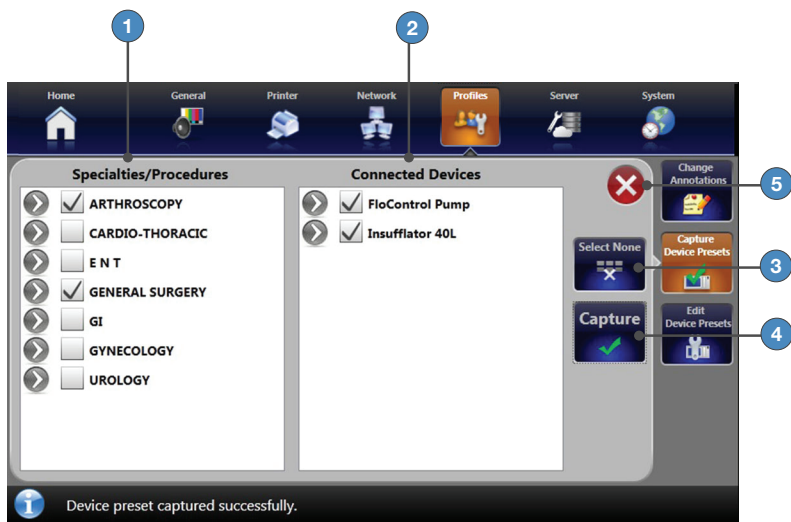 1
2
Home
General
Printer
Network
Profiles
Server
System
Specialties/Procedures
Connected Devices
Change
Annotations
5
ARTHROSCOPY
CARDIO-THORACIC
E N T
GENERAL SURGERY
GI
GYNECOLOGY
UROLOGY
FloControl Pump
Insufflator 40L
Select None
Capture
Device Presets
3
Capture
Edit
Device Presets
4
Device preset captured successfully.